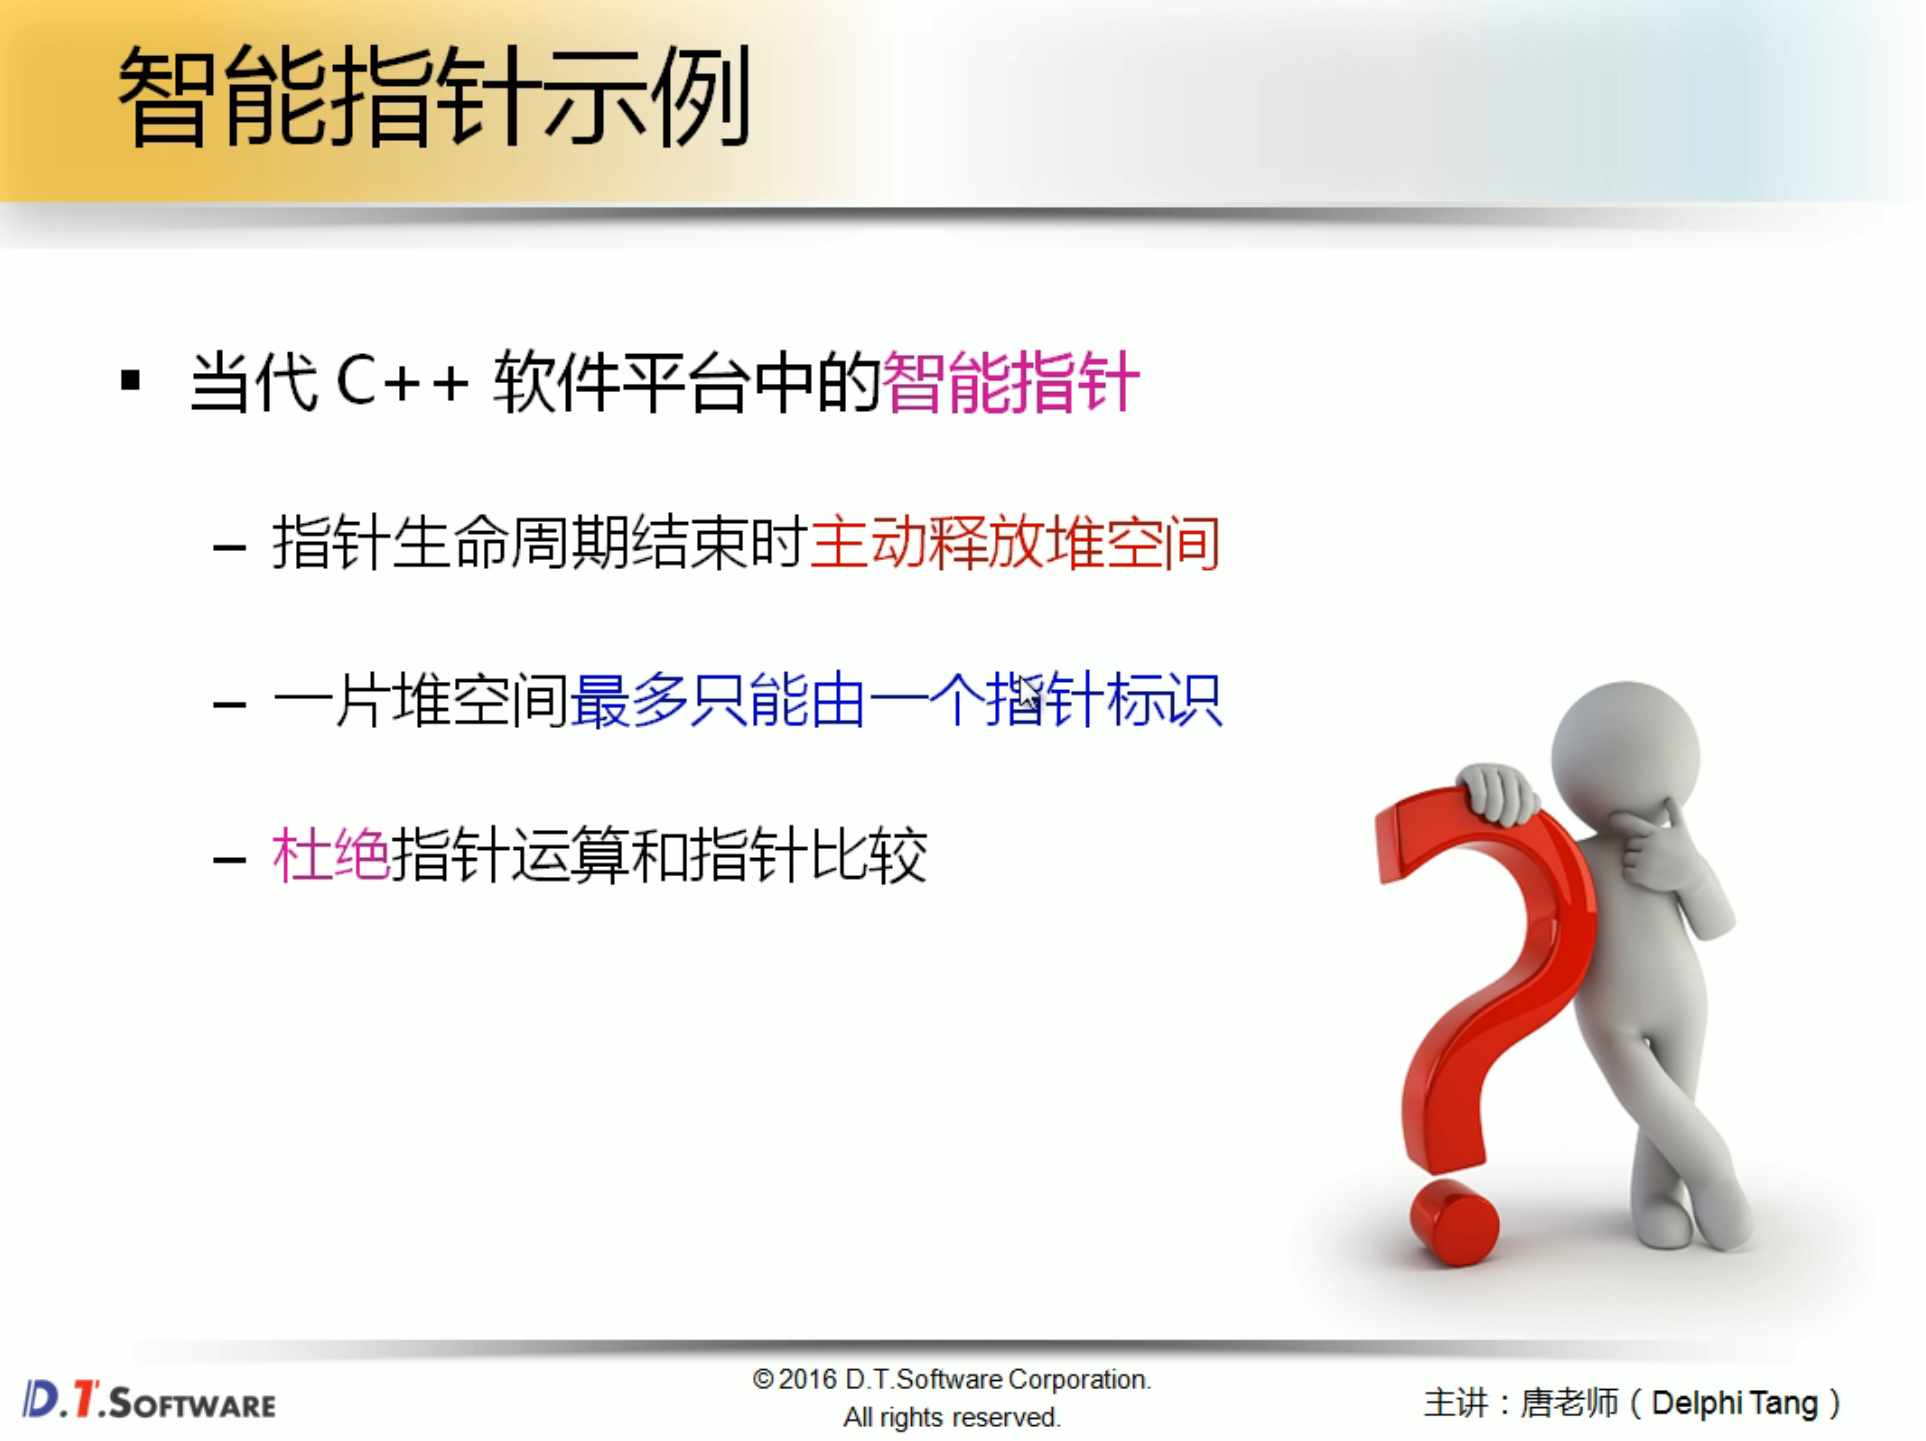 智能指针示例
▪ 当代 C++ 软件平台中的智能指针
– 指针生命周期结束时主动释放堆空间
– 一片堆空间最多只能由一个指针标识
– 杜绝指针运算和指针比较
D.T.SOFTWARE
© 2016 D.T.Software Corporation.
All rights reserved.
主讲：唐老师（Delphi Tang）